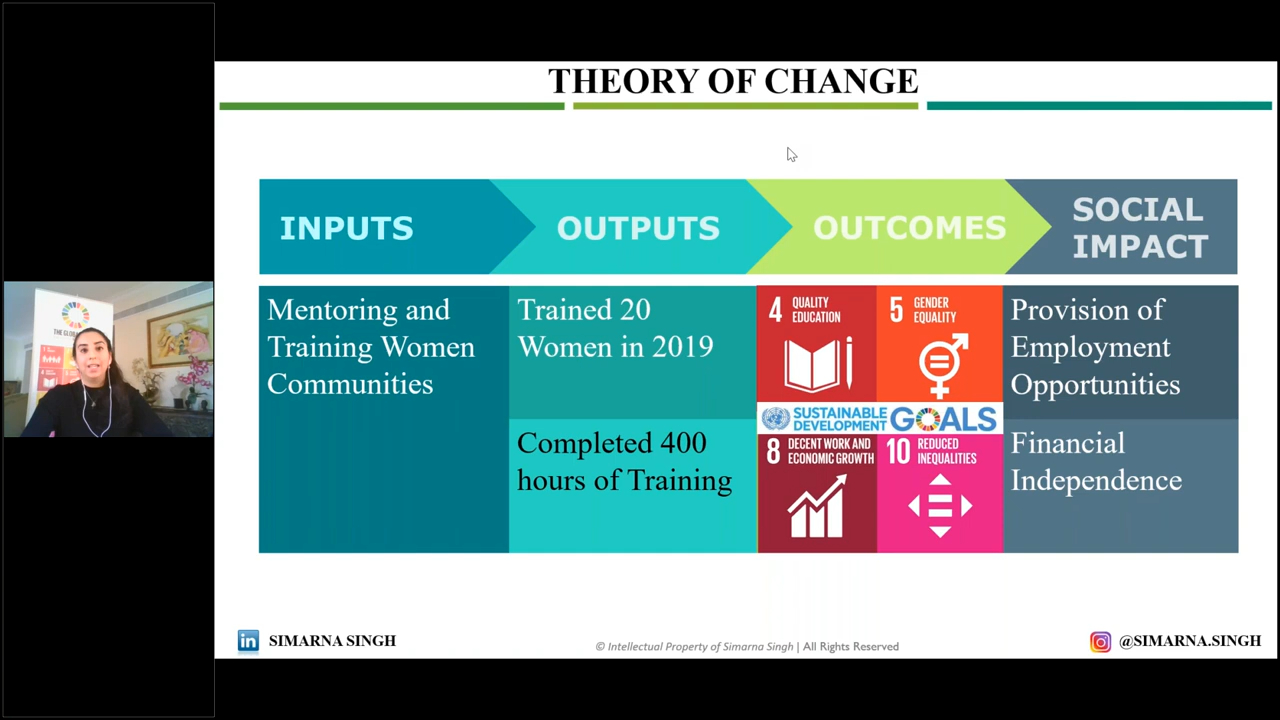 THEORY OF CHANGE
INPUTS
OUTPUTS
OUTCOMES
SOCIAL
IMPACT
Mentoring and
Training Women
Communities
Trained 20
Women in 2019
Completed 400
hours of Training
4 QUALITY
EDUCATION
5 GENDER
EQUALITY
SUSTAINABLE
DEVELOPMENT GOALS
8 DECENT WORK AND
ECONOMIC GROWTH
10 REDUCED
INEQUALITIES
Provision of
Employment
Opportunities
Financial
Independence
THE GLOBAL
in SIMARNA SINGH
© Intellectual Property of Simarna Singh | All Rights Reserved
@SIMARNA.SINGH